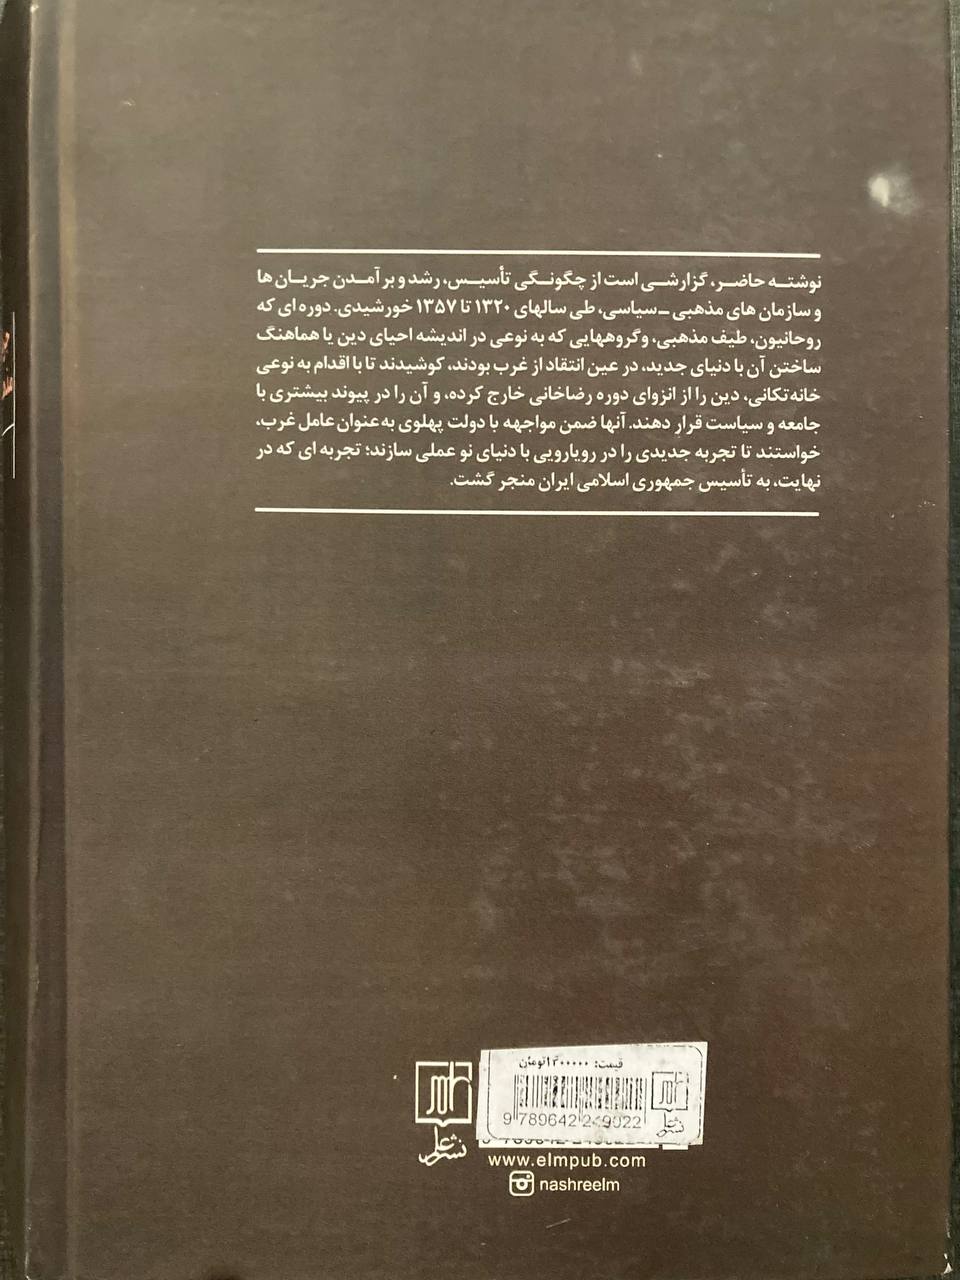 نوشته حاضر، گزارشی است از چگونگی تأسیس، رشد و بر آمدن جریان ها
و سازمان های مذهبی ـ سیاسی، طی سالهای ۱۳۲۰ تا ۱۳۵۷ خورشیدی. دوره ای که
روحانیون، طیف مذهبی، وگروههایی که به نوعی در اندیشه احیای دین یا هماهنگ
ساختن آن با دنیای جدید، در عین انتقاد از غرب بودند، کوشیدند تا با اقدام به نوعی
خانه تکانی، دین را از انزوای دوره رضاخانی خارج کرده، و آن را در پیوند بیشتری با
جامعه و سیاست قرار دهند. آنها ضمن مواجهه با دولت پهلوی به عنوان عامل غرب،
خواستند تا تجربه جدیدی را در رویارویی با دنیای نو عملی سازند؛ تجربه ای که در
نهایت، به تأسیس جمهوری اسلامی ایران منجر گشت.
قیمت: ۱۲۰۰۰۰۰تومان
9 789642 249022
نشر علم
www.elmpub.com
nashreelm